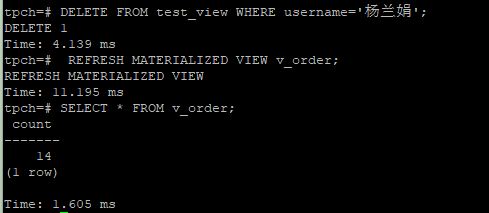 tpch=# DELETE FROM test_view WHERE username='杨兰娟';
DELETE 1
Time: 4.139 ms
tpch=#  REFRESH MATERIALIZED VIEW v_order;
REFRESH MATERIALIZED VIEW
Time: 11.195 ms
tpch=# SELECT * FROM v_order;
 count
-------
    14
(1 row)
Time: 1.605 ms